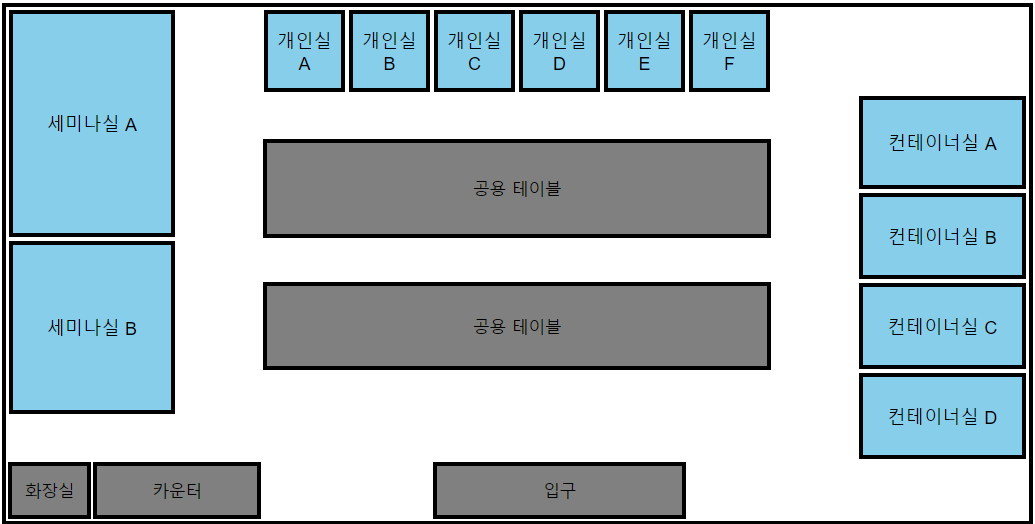 세미나실 A
개인실
A
개인실
B
개인실
C
개인실
D
개인실
E
개인실
F
컨테이너실 A
공용 테이블
컨테이너실 B
세미나실 B
공용 테이블
컨테이너실 C
컨테이너실 D
화장실
카운터
입구